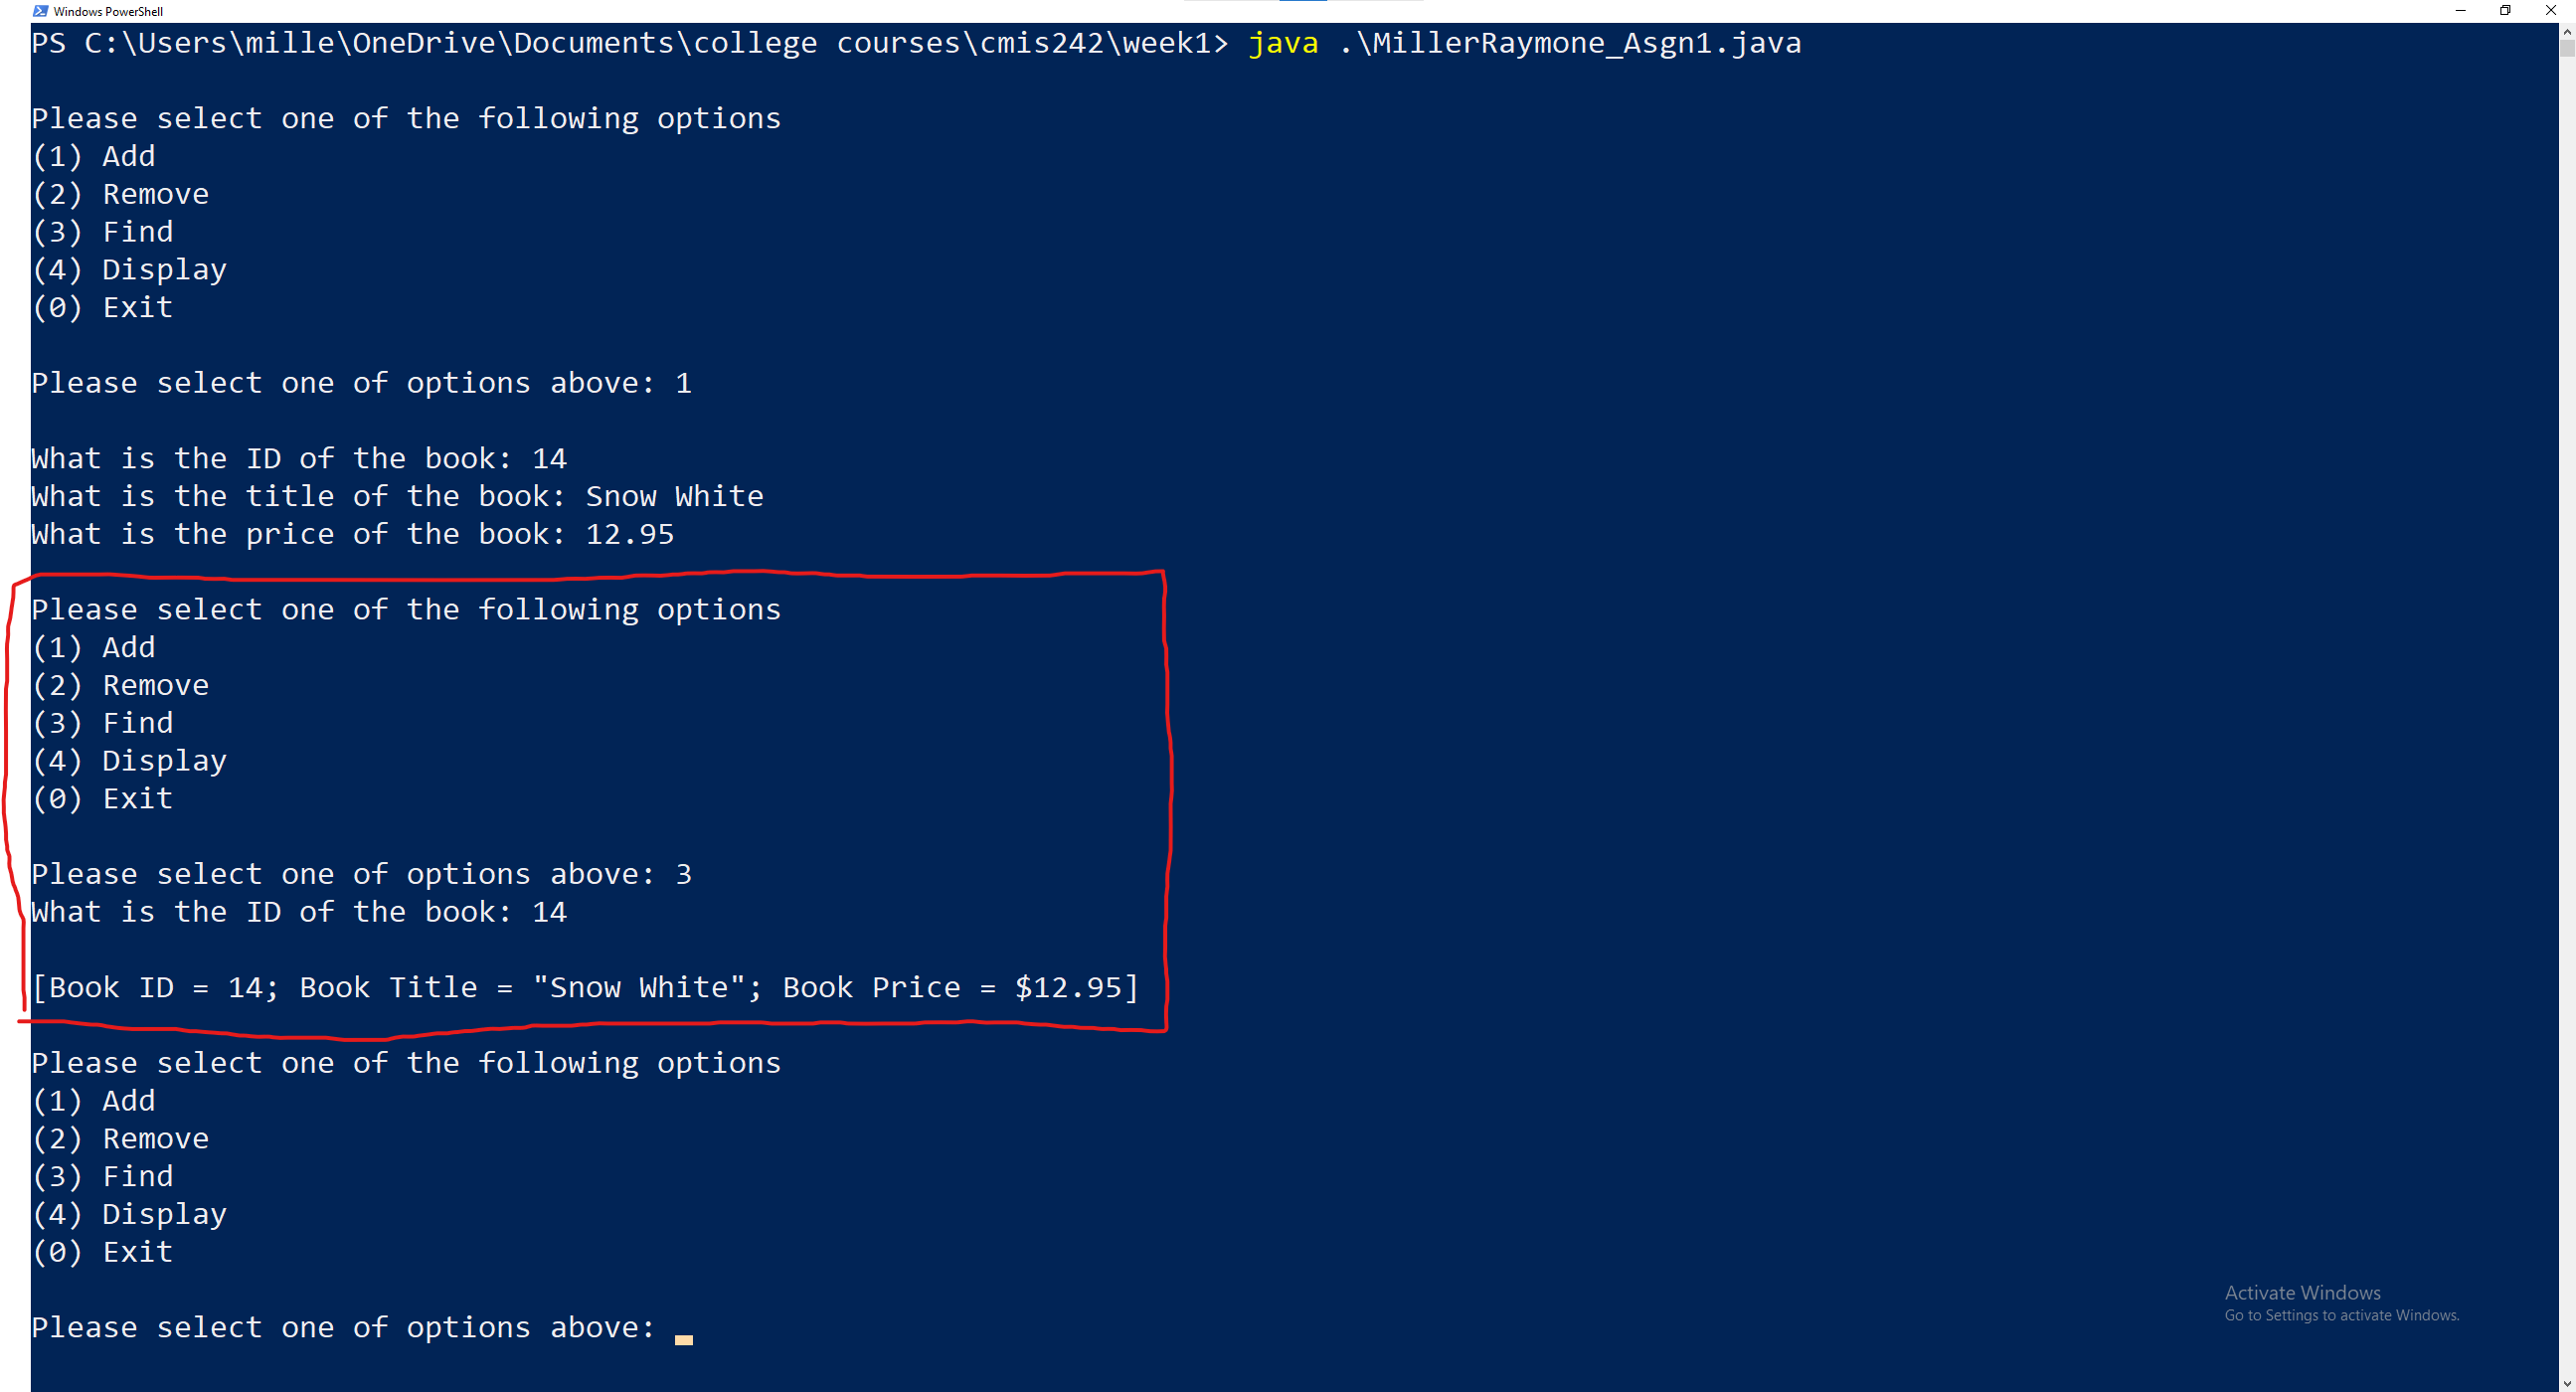 Windows PowerShell
PS C:\Users\mille\OneDrive\Documents\college courses\cmis242\week1> java .\MillerRaymone_Asgn1.java
Please select one of the following options
(1) Add
(2) Remove
(3) Find
(4) Display
(0) Exit
Please select one of options above: 1
What is the ID of the book: 14
What is the title of the book: Snow White
What is the price of the book: 12.95
Please select one of the following options
(1) Add
(2) Remove
(3) Find
(4) Display
(0) Exit
Please select one of options above: 3
What is the ID of the book: 14
[Book ID = 14; Book Title = "Snow White"; Book Price = $12.95]
Please select one of the following options
(1) Add
(2) Remove
(3) Find
(4) Display
(0) Exit
Please select one of options above:
Activate Windows
Go to Settings to activate Windows.